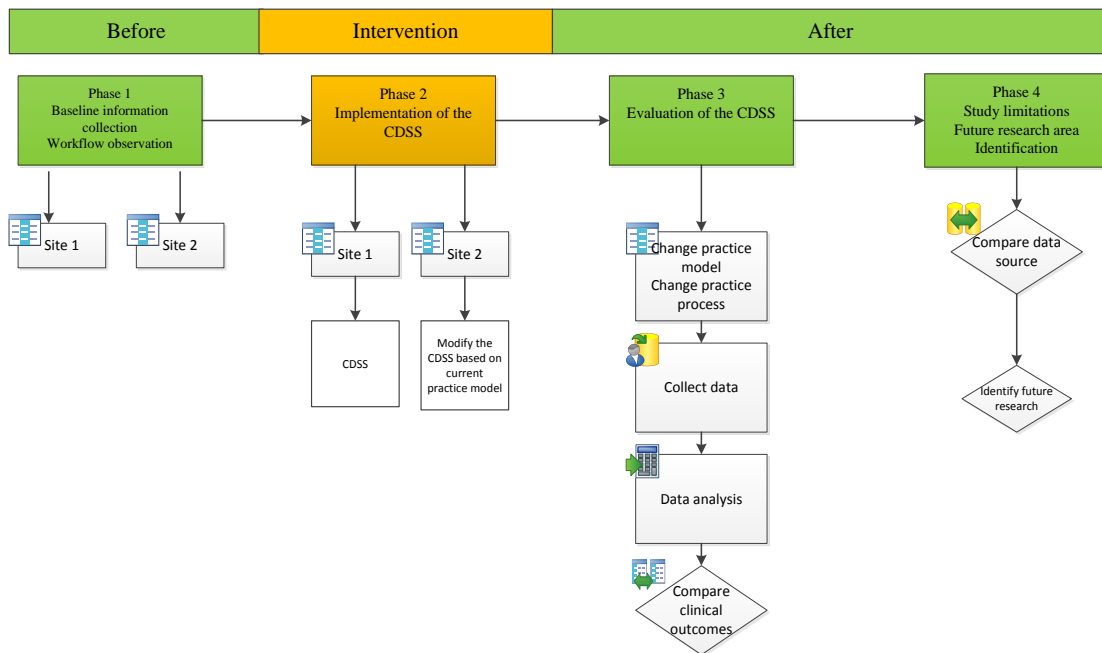 Before
Intervention
After
Phase 1
Baseline information
collection
Workflow observation
Phase 2
Implementation of the
CDSS
Phase 3
Evaluation of the CDSS
Phase 4
Study limitations
Future research area
Identification
Site 1
Site 2
Site 1
Site 2
CDSS
Modify the
CDSS based on
current
practice model
Change practice
model
Change practice
process
Collect data
Data analysis
Compare
clinical
outcomes
Compare data
source
Identify future
research